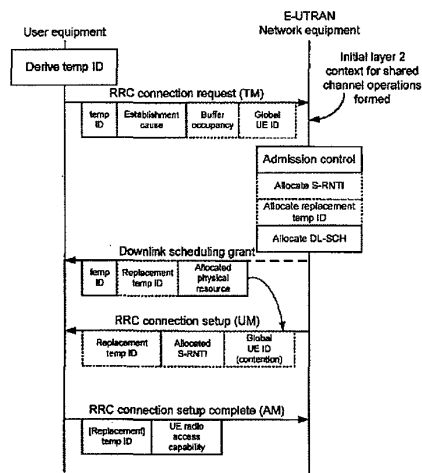 User equipment
E-UTRAN
Network equipment
Derive temp ID
Initial layer 2
context for shared
channel operations
formed
RRC connection request (TM)
temp
ID
Establishment
cause
Buffer
occupancy
Global
UE ID
Admission control
Allocate S-RNTI
Allocate replacement
temp ID
Allocate DL-SCH
Downlink scheduling grant
temp
ID
Replacement
temp ID
Allocated
physical
resource
RRC connection setup (UM)
Replacement
temp ID
Allocated
S-RNTI
Global
UE ID
(contention)
RRC connection setup complete (AM)
[Replacement]
temp ID
UE radio
access
capability